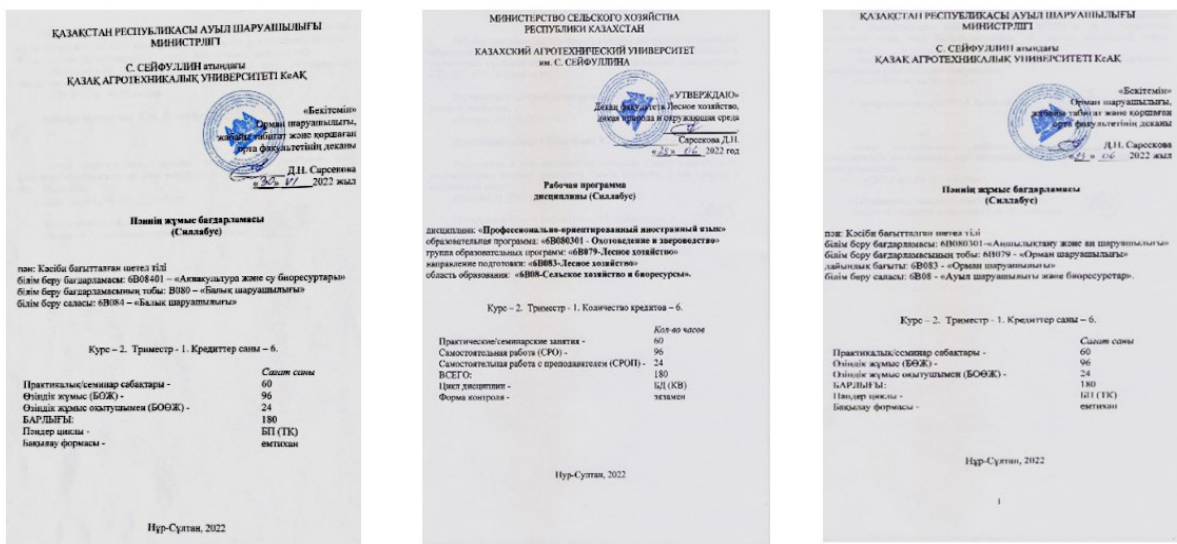 ҚАЗАҚСТАН РЕСПУБЛИКАСЫ АУЫЛ ШАРУАШЫЛЫҒЫ
МИНИСТРЛІГІ
С. СЕЙФУЛЛИН атындағы
ҚАЗАҚ АГРОТЕХНИКАЛЫҚ УНИВЕРСИТЕТІ КеАҚ
«Бекітемін»
Орман шаруашылығы,
жабайы табиғат және қоршаған
орта факультетінің деканы
Д.Н. Сарсекова
«30» VI 2022 жыл
Пәннің жұмыс бағдарламасы
(Силлабус)
пән: Кәсіби бағытталған шетел тілі
білім беру бағдарламасы: 6В08401 – «Аквакультура және су биоресуртары»
білім беру бағдарламасының тобы: В080 – «Балық шаруашылығы»
білім беру саласы: 6В084 – «Балық шаруашылығы»
Курс – 2. Триместр - 1. Кредиттер саны – 6.
Сағат саны
Практикалық/семинар сабақтары - 60
Өзіндік жұмыс (БӨЖ) - 96
Өзіндік жұмыс оқытушымен (БОӨЖ) - 24
БАРЛЫҒЫ: 180
Пәндер циклы - БП (ТК)
Бақылау формасы - емтихан
Нұр-Сұлтан, 2022
МИНИСТЕРСТВО СЕЛЬСКОГО ХОЗЯЙСТВА
РЕСПУБЛИКИ КАЗАХСТАН
КАЗАХСКИЙ АГРОТЕХНИЧЕСКИЙ УНИВЕРСИТЕТ
им. С. СЕЙФУЛЛИНА
«УТВЕРЖДАЮ»
Декан факультета Лесное хозяйство,
дикая природа и окружающая среда
Сарсекова Д.Н.
«25» 06 2022 год
Рабочая программа
дисциплины (Силлабус)
дисциплина: «Профессионально-ориентированный иностранный язык»
образовательная программа: «6В080301 - Охотоведение и звероводство»
группа образовательных программ: «6В079-Лесное хозяйство»
направление подготовки: «6В083-Лесное хозяйство»
область образования: «6В08-Сельское хозяйство и биоресурсы».
Курс – 2. Триместр - 1. Количество кредитов – 6.
Кол-во часов
Практические/семинарские занятия - 60
Самостоятельная работа (СРО) - 96
Самостоятельная работа с преподавателем (СРОП) - 24
ВСЕГО: 180
Цикл дисциплин - БД (КВ)
Форма контроля - экзамен
Нур-Султан, 2022
ҚАЗАҚСТАН РЕСПУБЛИКАСЫ АУЫЛ ШАРУАШЫЛЫҒЫ
МИНИСТРЛІГІ
С. СЕЙФУЛЛИН атындағы
ҚАЗАҚ АГРОТЕХНИКАЛЫҚ УНИВЕРСИТЕТІ КеАҚ
«Бекітемін»
Орман шаруашылығы,
жабайы табиғат және қоршаған
орта факультетінің деканы
Д.Н. Сарсекова
06 2022 жыл
Пәннің жұмыс бағдарламасы
(Силлабус)
пән: Кәсіби бағытталған шетел тілі
білім беру бағдарламасы: 6В080301-«Аңшылықтану және аң шаруашылығы»
білім беру бағдарламасының тобы: 6В079 - «Орман шаруашылығы»
дайындық бағыты: 6В083 - «Орман шаруашылығы»
білім беру саласы: 6В08 - «Ауыл шаруашылығы және биоресурстар».
Курс – 2. Триместр - 1. Кредиттер саны – 6.
Сағат саны
Практикалық/семинар сабақтары - 60
Өзіндік жұмыс (БӨЖ) - 96
Өзіндік жұмыс оқытушымен (БОӨЖ) - 24
БАРЛЫҒЫ: 180
Пәндер циклы - БП (ТК)
Бақылау формасы - емтихан
Нұр-Сұлтан, 2022
1